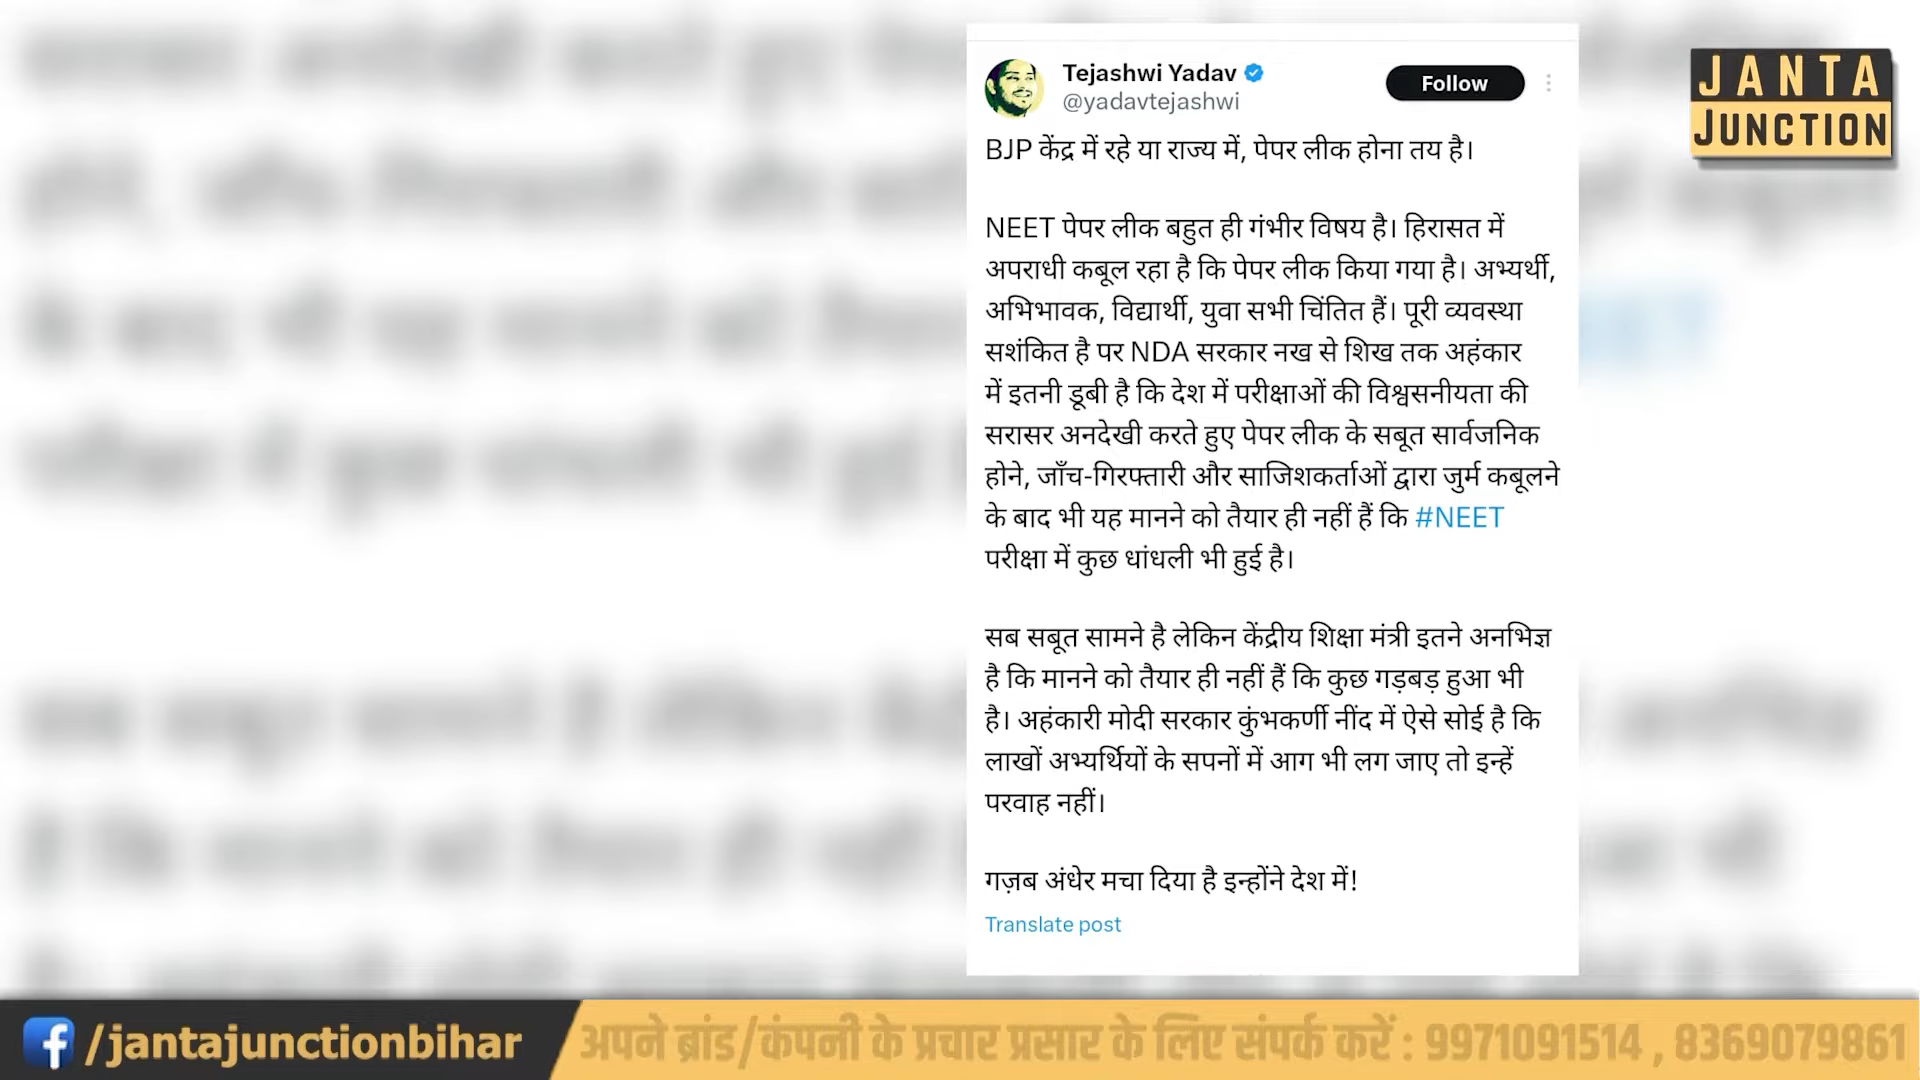 Tejashwi Yadav
@yadavtejashwi
Follow
JANTA
JUNCTION
BJP केंद्र में रहे या राज्य में, पेपर लीक होना तय है।
NEET पेपर लीक बहुत ही गंभीर विषय है। हिरासत में
अपराधी कबूल रहा है कि पेपर लीक किया गया है। अभ्यर्थी,
अभिभावक, विद्यार्थी, युवा सभी चिंतित हैं। पूरी व्यवस्था
सशंकित है पर NDA सरकार नख से शिख तक अहंकार
में इतनी डूबी है कि देश में परीक्षाओं की विश्वसनीयता की
सरासर अनदेखी करते हुए पेपर लीक के सबूत सार्वजनिक
होने, जाँच-गिरफ्तारी और साजिशकर्ताओं द्वारा जुर्म कबूलने
के बाद भी यह मानने को तैयार ही नहीं हैं कि #NEET
परीक्षा में कुछ धांधली भी हुई है।
सब सबूत सामने है लेकिन केंद्रीय शिक्षा मंत्री इतने अनभिज्ञ
है कि मानने को तैयार ही नहीं हैं कि कुछ गड़बड़ हुआ भी
है। अहंकारी मोदी सरकार कुंभकर्णी नींद में ऐसे सोई है कि
लाखों अभ्यर्थियों के सपनों में आग भी लग जाए तो इन्हें
परवाह नहीं।
गज़ब अंधेर मचा दिया है इन्होंने देश में!
Translate post
/jantajunctionbihar
अपने ब्रांड/कंपनी के प्रचार प्रसार के लिए संपर्क करें : 9971091514 , 8369079861